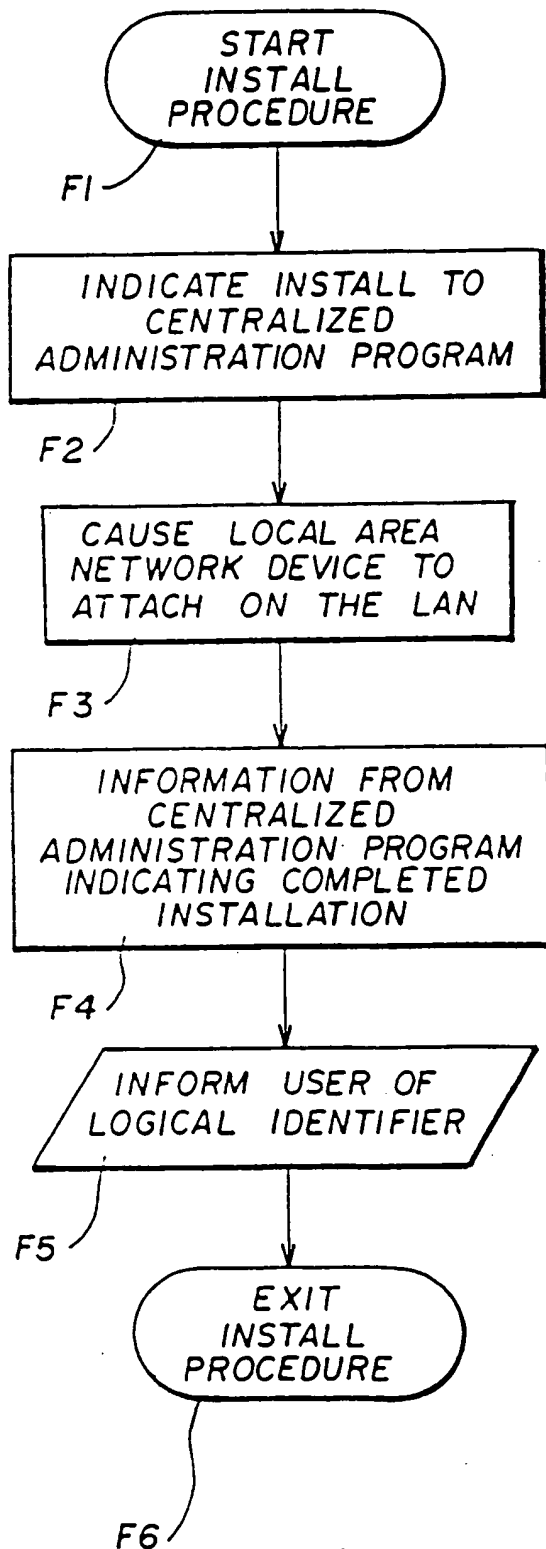 START
INSTALL
PROCEDURE
F1
INDICATE INSTALL TO
CENTRALIZED
ADMINISTRATION PROGRAM
F2
CAUSE LOCAL AREA
NETWORK DEVICE TO
ATTACH ON THE LAN
F3
INFORMATION FROM
CENTRALIZED
ADMINISTRATION PROGRAM
INDICATING COMPLETED
INSTALLATION
F4
INFORM USER OF
LOGICAL IDENTIFIER
F5
EXIT
INSTALL
PROCEDURE
F6